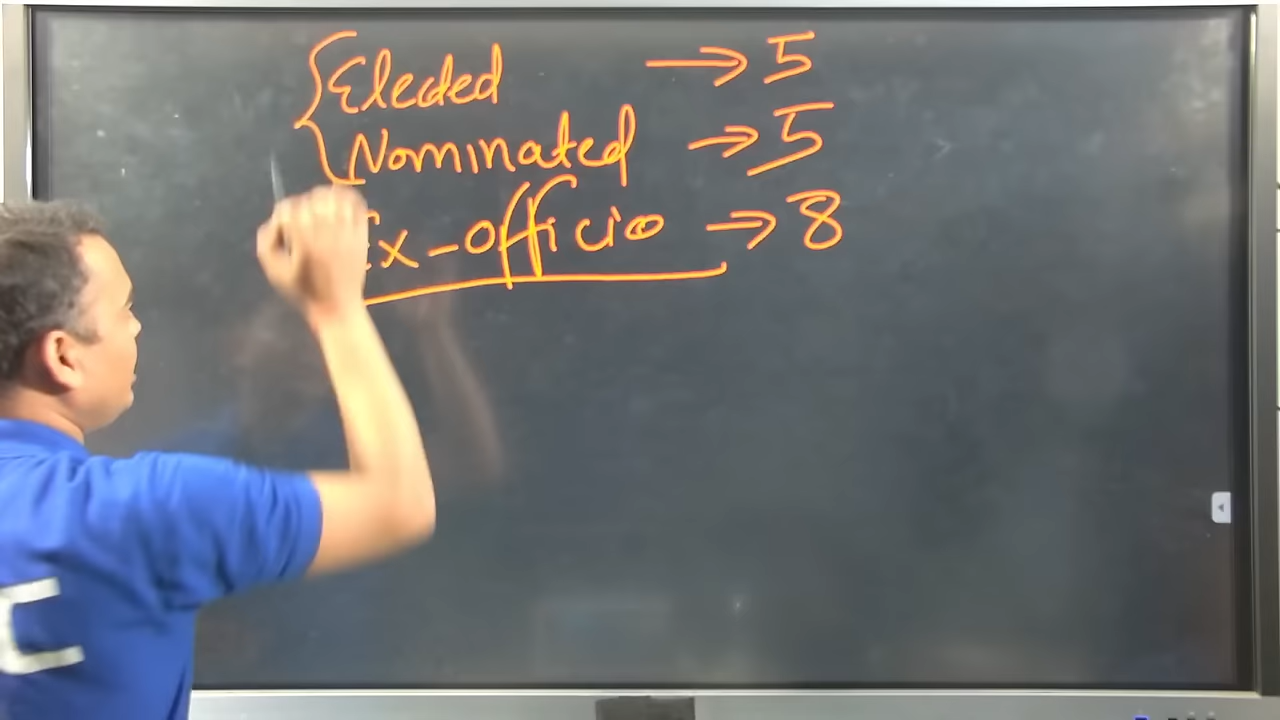 Elected → 5
Nominated → 5
Ex-officio → 8